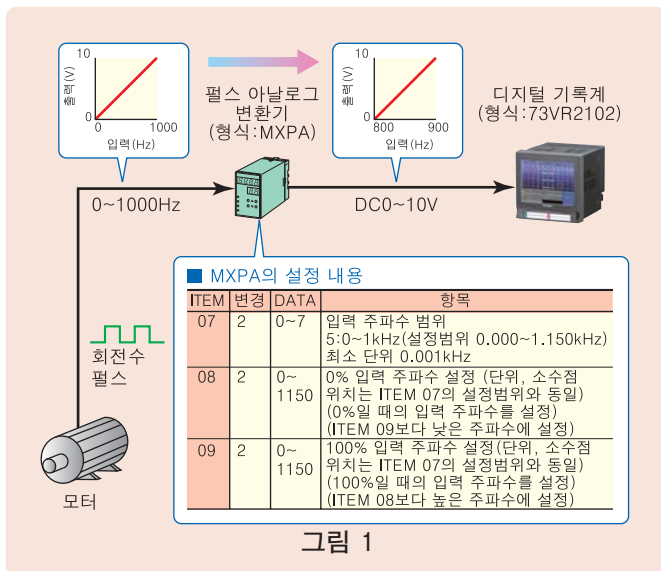 10
출력(V)
0
0
1000
입력(Hz)
펄스 아날로그
변환기
(형식:MXPA)
10
출력(V)
0
800
900
입력(Hz)
디지털 기록계
(형식:73VR2102)
0~1000Hz
DC0~10V
회전수
펄스
모터
■ MXPA의 설정 내용
ITEM 변경 DATA 항목
07 2 0~7 입력 주파수 범위
5:0~1kHz(설정범위 0.000~1.150kHz)
최소 단위 0.001kHz
08 2 0~ 0% 입력 주파수 설정 (단위, 소수점
1150 위치는 ITEM 07의 설정범위와 동일)
(0%일 때의 입력 주파수를 설정)
(ITEM 09보다 낮은 주파수에 설정)
09 2 0~ 100% 입력 주파수 설정(단위, 소수점
1150 위치는 ITEM 07의 설정범위와 동일)
(100%일 때의 입력 주파수를 설정)
(ITEM 08보다 높은 주파수에 설정)
그림 1